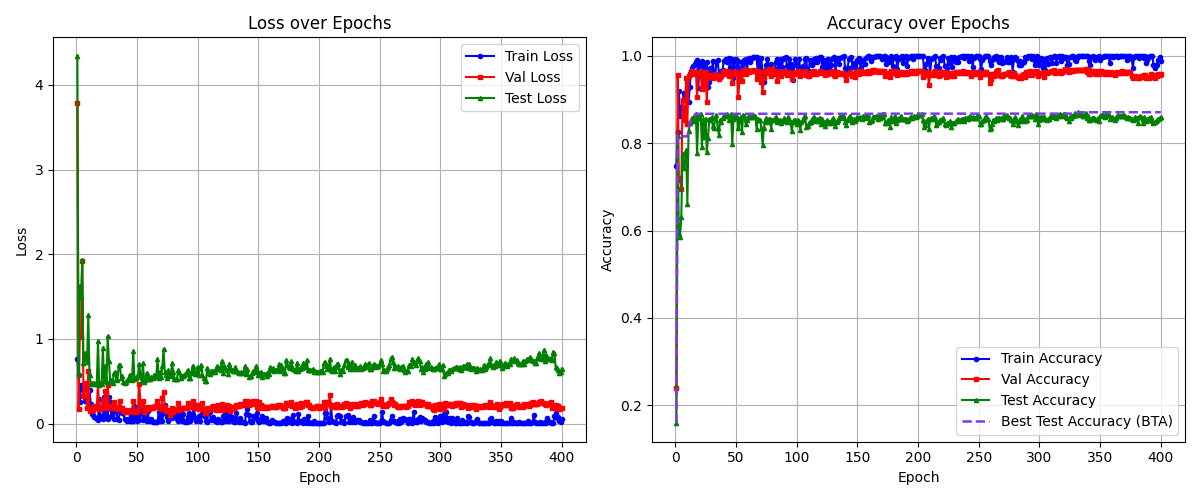 Loss over Epochs
Train Loss
Val Loss
Test Loss
Loss
4
3
2
1
0
0 50 100 150 200 250 300 350 400
Epoch
Accuracy over Epochs
Accuracy
1.0
0.8
0.6
0.4
0.2
Train Accuracy
Val Accuracy
Test Accuracy
Best Test Accuracy (BTA)
0 50 100 150 200 250 300 350 400
Epoch